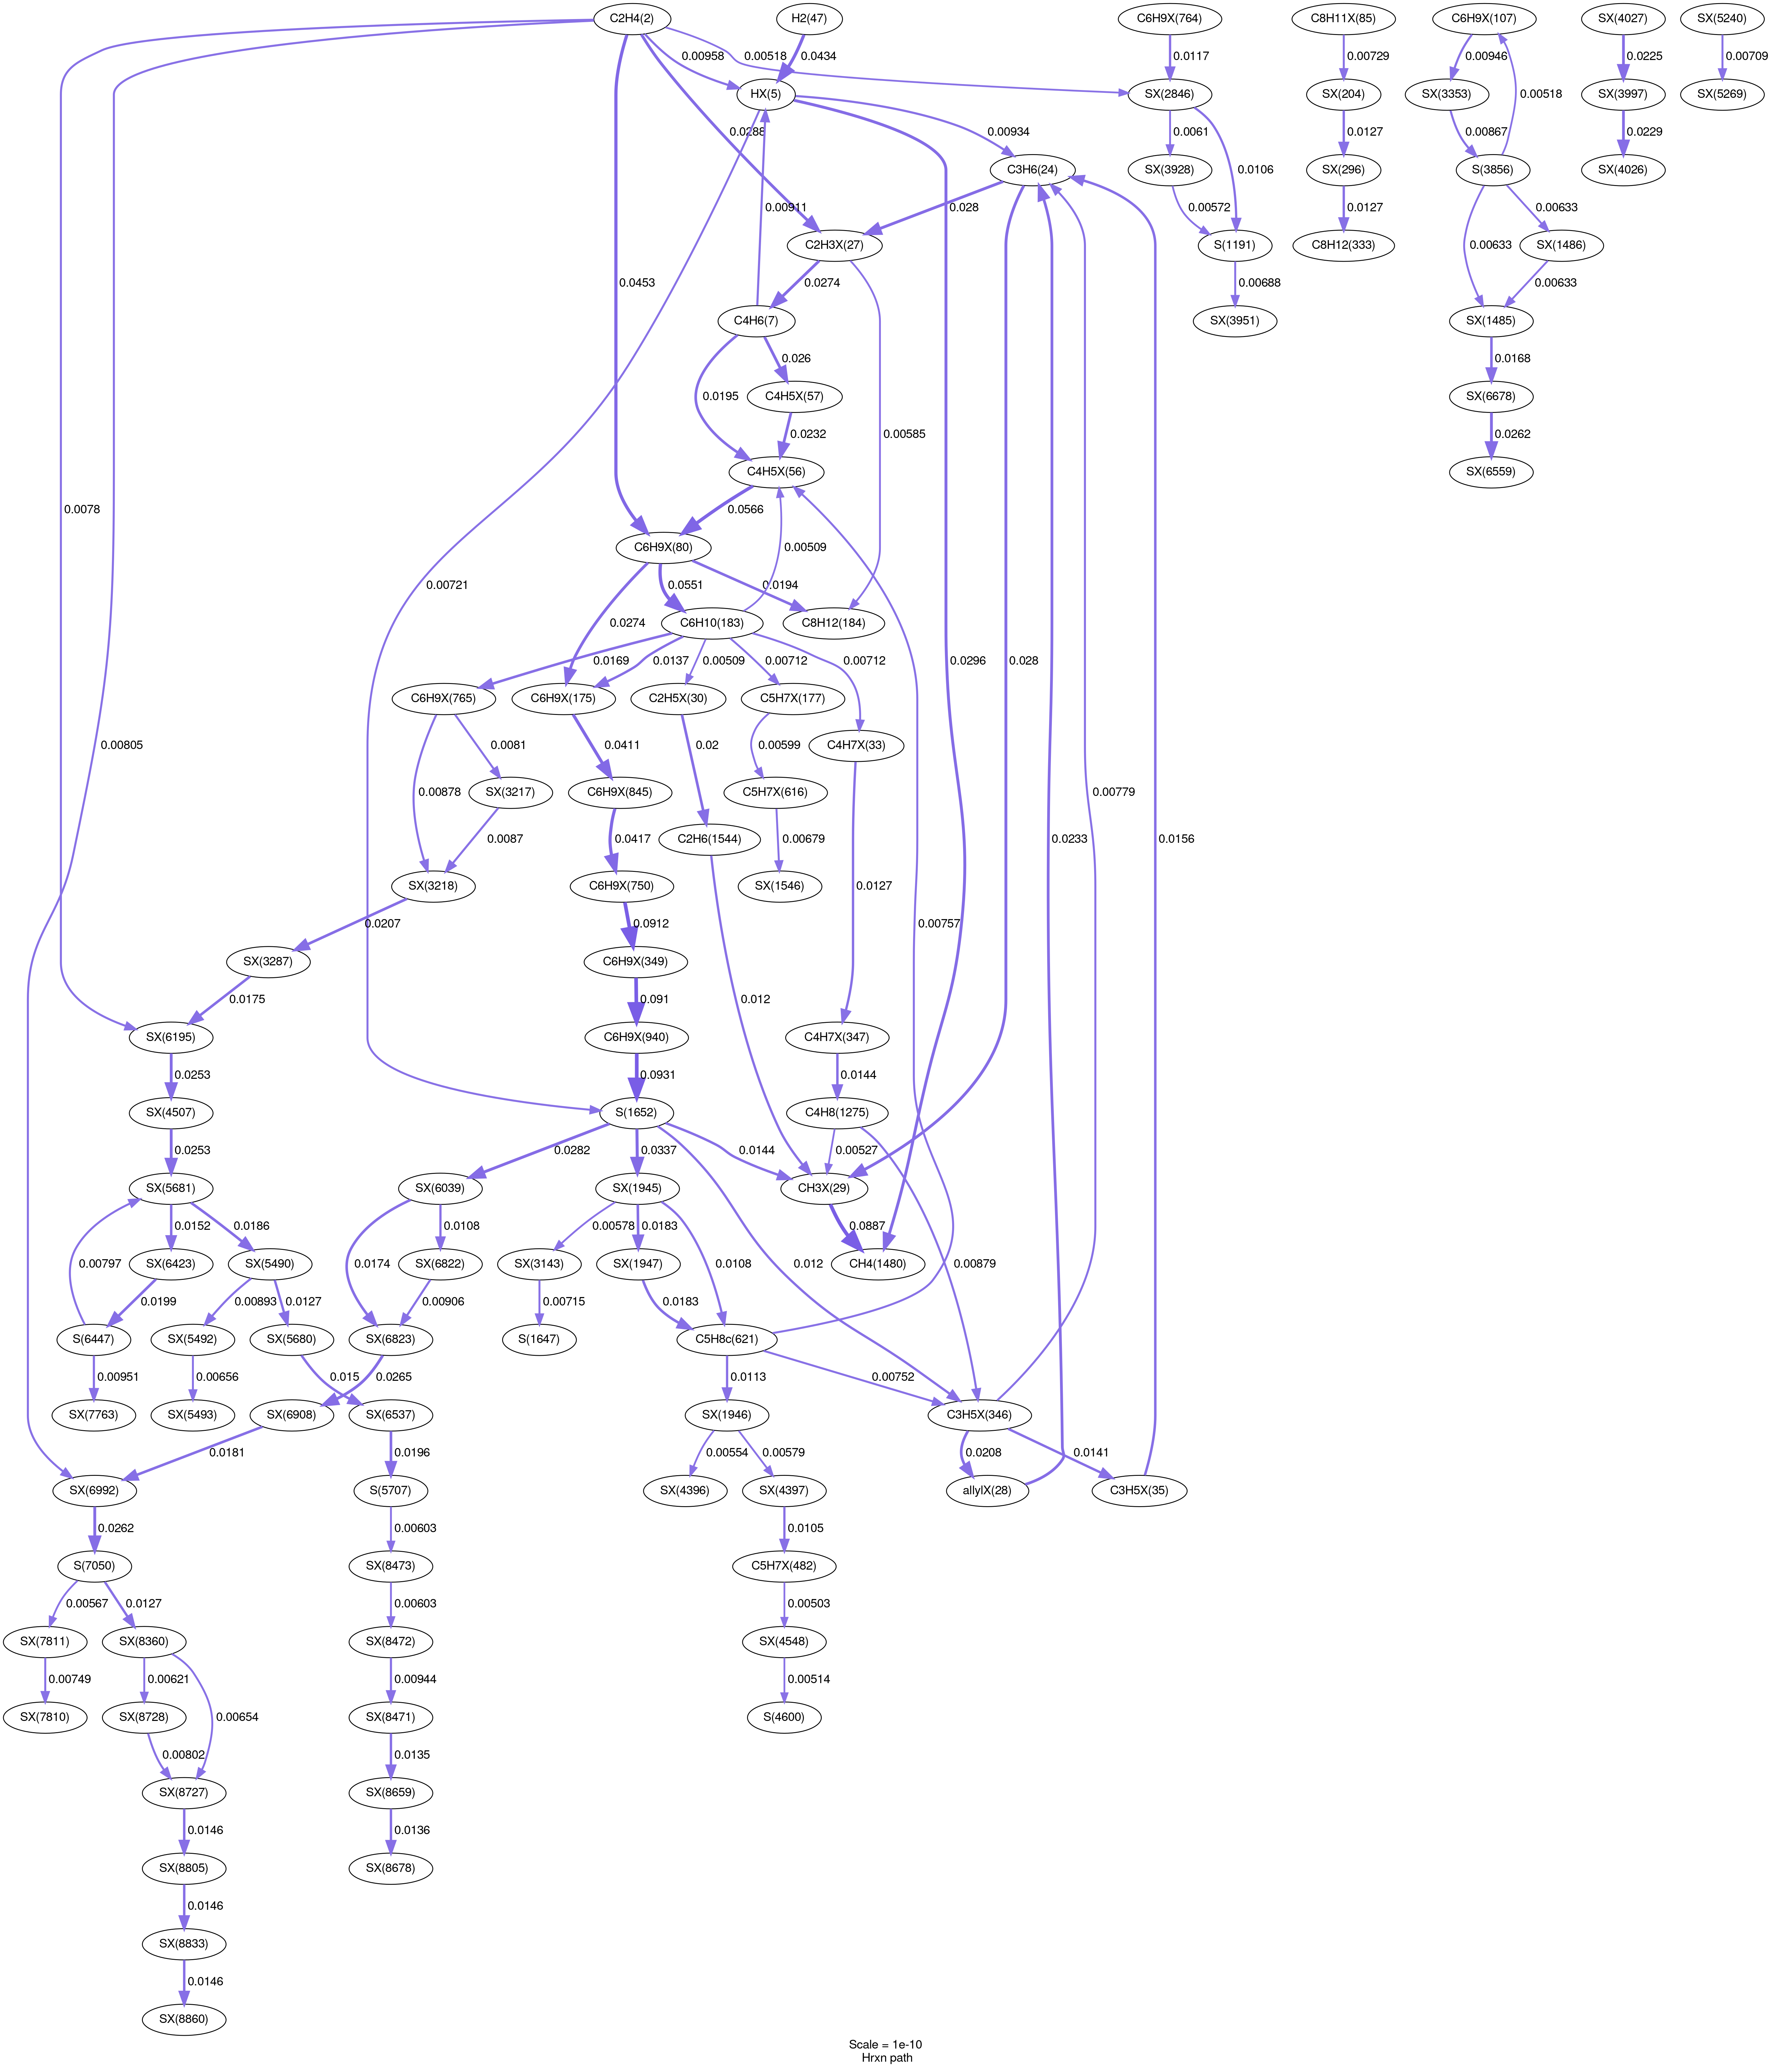 C2H4(2) H2(47) C6H9X(764) C8H11X(85) C6H9X(107) SX(4027) SX(5240)
0.00958 0.00518 0.0434 0.0117 0.00729 0.00946 0.0225 0.00709
HX(5) SX(2846) SX(204) SX(3353) SX(3997) SX(5269)
0.0288 0.00934 0.0061 0.0127 0.00867 0.00518 0.0229
C3H6(24) SX(3928) SX(296) S(3856) SX(4026)
0.00911 0.028 0.00572 0.0106 0.0127 0.00633 0.00633
C2H3X(27) S(1191) C8H12(333) SX(1486)
0.0453 0.0274 0.00688 0.00633
C4H6(7) SX(3951) SX(1485)
0.026 0.0168
0.0195 C4H5X(57) SX(6678)
0.0232 0.00585 0.0262
C4H5X(56) SX(6559)
0.0078 0.0566
C6H9X(80) 0.00509
0.00721 0.0551 0.0194
0.0274 C6H10(183) C8H12(184)
0.0169 0.0137 0.00509 0.00712 0.00712 0.0296 0.028
C6H9X(765) C6H9X(175) C2H5X(30) C5H7X(177)
0.00805 0.0081 0.0411 0.02 0.00599 C4H7X(33)
0.00878 SX(3217) C6H9X(845) C5H7X(616) 0.00779
0.0087 0.0417 C2H6(1544) 0.00679 0.0233 0.0156
SX(3218) C6H9X(750) SX(1546) 0.0127
0.0207 0.0912 0.00757
SX(3287) C6H9X(349)
0.0175 0.091 0.012
SX(6195) C6H9X(940) C4H7X(347)
0.0253 0.0931 0.0144
SX(4507) S(1652) C4H8(1275)
0.0253 0.0282 0.0337 0.0144 0.00527
SX(5681) SX(6039) SX(1945) CH3X(29)
0.00797 0.0152 0.0186 0.0174 0.0108 0.00578 0.0183 0.0108 0.012 0.0887 0.00879
SX(6423) SX(5490) SX(6822) SX(3143) SX(1947) CH4(1480)
0.0199 0.00893 0.0127 0.00906 0.00715 0.0183
S(6447) SX(5492) SX(5680) SX(6823) S(1647) C5H8c(621)
0.00951 0.00656 0.015 0.0265 0.0113 0.00752
SX(7763) SX(5493) SX(6908) SX(6537) SX(1946) C3H5X(346)
0.0181 0.0196 0.00554 0.00579 0.0208 0.0141
SX(6992) S(5707) SX(4396) SX(4397) allylX(28) C3H5X(35)
0.0262 0.00603 0.0105
S(7050) SX(8473) C5H7X(482)
0.00567 0.0127 0.00603 0.00503
SX(7811) SX(8360) SX(8472) SX(4548)
0.00749 0.00621 0.00944 0.00514
SX(7810) SX(8728) 0.00654 SX(8471) S(4600)
0.00802 0.0135
SX(8727) SX(8659)
0.0146 0.0136
SX(8805) SX(8678)
0.0146
SX(8833)
0.0146
SX(8860)
Scale = 1e-10
Hrxn path